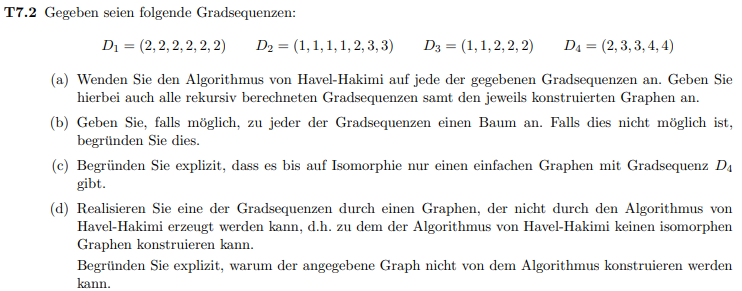 T7.2 Gegeben seien folgende Gradsequenzen:
D₁ = (2, 2, 2, 2, 2, 2) D₂ = (1, 1, 1, 1, 2, 3, 3) D₃ = (1, 1, 2, 2, 2) D₄ = (2, 3, 3, 4, 4)
(a) Wenden Sie den Algorithmus von Havel-Hakimi auf jede der gegebenen Gradsequenzen an. Geben Sie
hierbei auch alle rekursiv berechneten Gradsequenzen samt den jeweils konstruierten Graphen an.
(b) Geben Sie, falls möglich, zu jeder der Gradsequenzen einen Baum an. Falls dies nicht möglich ist,
begründen Sie dies.
(c) Begründen Sie explizit, dass es bis auf Isomorphie nur einen einfachen Graphen mit Gradsequenz D₄
gibt.
(d) Realisieren Sie eine der Gradsequenzen durch einen Graphen, der nicht durch den Algorithmus von
Havel-Hakimi erzeugt werden kann, d.h. zu dem der Algorithmus von Havel-Hakimi keinen isomorphen
Graphen konstruieren kann.
Begründen Sie explizit, warum der angegebene Graph nicht von dem Algorithmus konstruieren werden
kann.